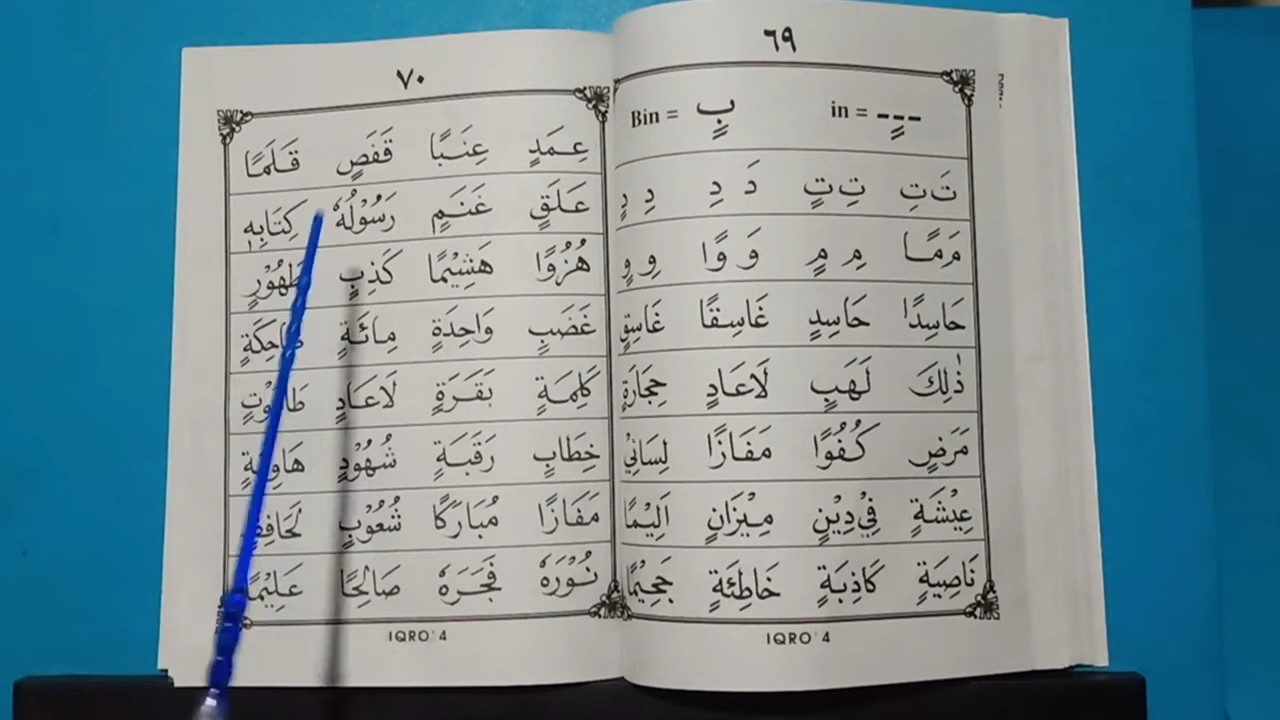 ٦٩
Bin = بٍ in = ـــٍـ
تَ تِ تِ تٍ دَ دِ دِ دٍ
مَ مًا مِ مٍ وَ وًا وِ وٍ
حَاسِدًا حَاسِدٍ غَاسِقًا غَاسِقٍ
ذٰلِكَ لَهَبٍ لَاعَادٍ حِجَارَةٍ
مَرَضٍ كُفُوًا مَفَازًا لِسَانِيْ
عِيْشَةٍ فِيْ دِيْنٍ مِيْزَانٍ اَلِيْمًا
نَاصِيَةٍ كَاذِبَةٍ خَاطِئَةٍ جَحِيْمًا
IQRO' 4
٧٠
عِمَدٍ عِنَبًا قَفَصٍ قَلَمًا
عَلَقٍ غَنَمٍ رَسُوْلُهٗ كِتَابِهٖ
هُزُوًا هَشِيْمًا كَذِبٍ
غَضَبٍ وَاحِدَةٍ مِائَةٍ
كَلِمَةٍ بَقَرَةٍ لَاعَادٍ
خِطَابٍ رَقَبَةٍ شُهُوْدٍ
مَفَازًا مُبَارَكًا شُعُوْبٍ
نُوْرَهٗ فَجَرَهٗ صَالِحًا عَلِيْمًا
IQRO' 4